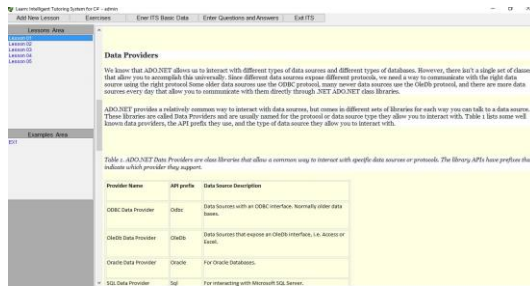 Learn Intelligent Tutoring System for C# - admin
Add New Lesson Exercises Ener ITS Basic Data Enter Questions and Answers Exit ITS
Lessons Area
Lesson 01
Lesson 02
Lesson 03
Lesson 04
Lesson 05
Examples Area
EX1
Data Providers
We know that ADO.NET allows us to interact with different types of data sources and different types of databases. However, there isn't a single set of classes
that allow you to accomplish this universally. Since different data sources expose different protocols, we need a way to communicate with the right data
source using the right protocol Some older data sources use the ODBC protocol, many newer data sources use the OleDb protocol, and there are more data
sources every day that allow you to communicate with them directly through .NET ADO.NET class libraries.
ADO.NET provides a relatively common way to interact with data sources, but comes in different sets of libraries for each way you can talk to a data source.
These libraries are called Data Providers and are usually named for the protocol or data source type they allow you to interact with. Table 1 lists some well
known data providers, the API prefix they use, and the type of data source they allow you to interact with.
Table 1. ADO.NET Data Providers are class libraries that allow a common way to interact with specific data sources or protocols. The library APIs have prefixes that
indicate which provider they support.
Provider Name API prefix Data Source Description
ODBC Data Provider Odbc Data Sources with an ODBC interface. Normally older data
bases.
OleDb Data Provider OleDb Data Sources that expose an OleDb interface, i.e. Access or
Excel.
Oracle Data Provider Oracle For Oracle Databases.
SQL Data Provider Sql For interacting with Microsoft SQL Server.